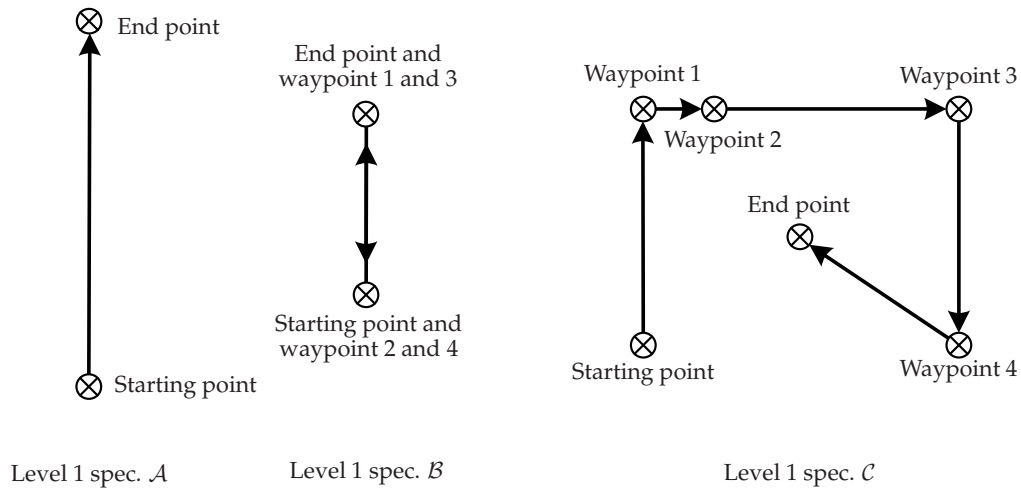 End point
Starting point
Level 1 spec. 𝒜
End point and
waypoint 1 and 3
Starting point and
waypoint 2 and 4
Level 1 spec. ℬ
Waypoint 1
Waypoint 3
Waypoint 2
End point
Starting point
Waypoint 4
Level 1 spec. 𝒞